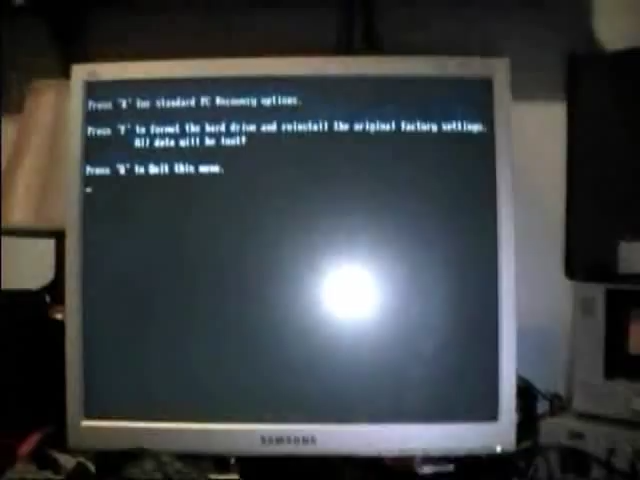 Press 'R' for standard PC Recovery options.
Press 'F' to format the hard drive and reinstall the original factory settings.
All data will be lost!
Press 'Q' to Quit this menu.
SAMSUNG